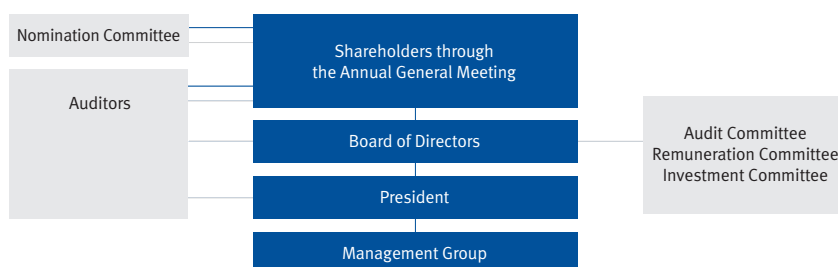 Nomination Committee
Shareholders through
the Annual General Meeting
Auditors
Board of Directors
Audit Committee
Remuneration Committee
Investment Committee
President
Management Group